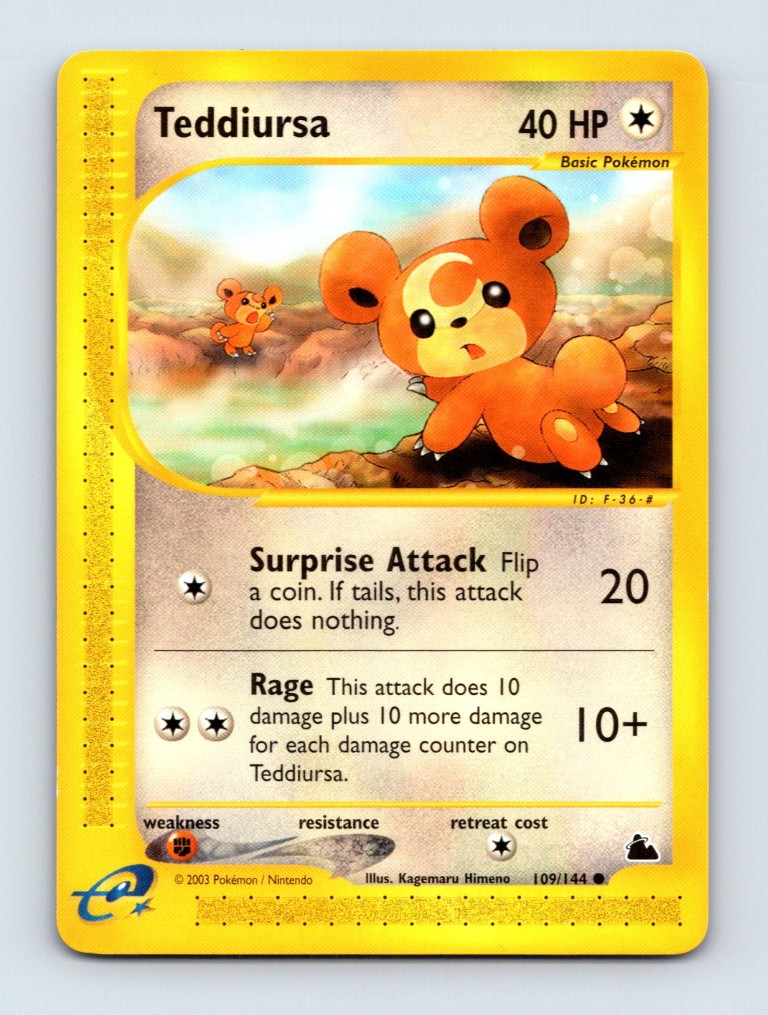 Teddiursa 40 HP
Basic Pokémon
ID: F-36-#
Surprise Attack Flip
a coin. If tails, this attack
does nothing.
20
Rage This attack does 10
damage plus 10 more damage
for each damage counter on
Teddiursa.
10+
weakness resistance retreat cost
© 2003 Pokémon / Nintendo Illus. Kagemaru Himeno 109/144
e